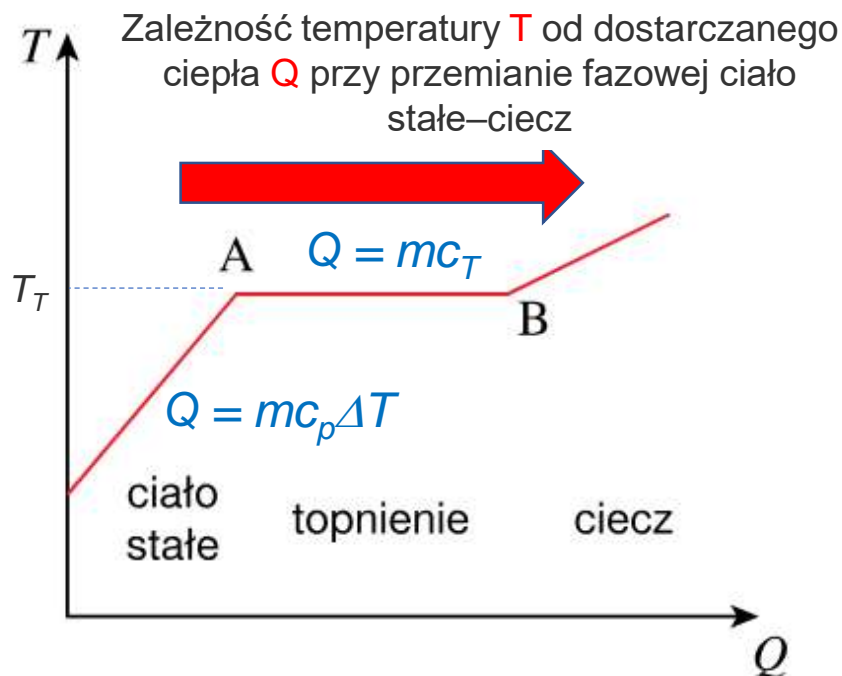 T
Zależność temperatury T od dostarczanego
ciepła Q przy przemianie fazowej ciało
stałe–ciecz
A
Q = mc_T
T_T
B
Q = mc_pΔT
ciało
stałe
topnienie
ciecz
Q